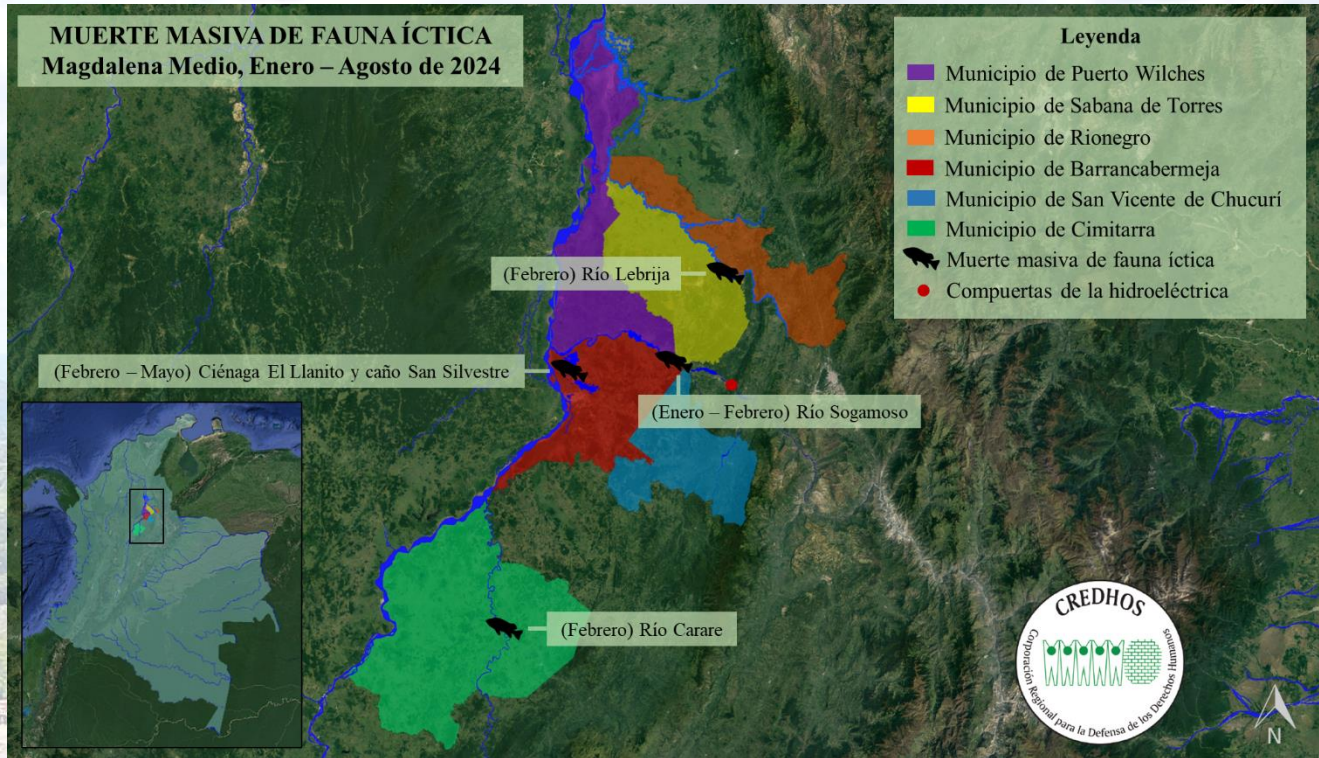 MUERTE MASIVA DE FAUNA ÍCTICA
Magdalena Medio, Enero – Agosto de 2024
Leyenda
Municipio de Puerto Wilches
Municipio de Sabana de Torres
Municipio de Rionegro
Municipio de Barrancabermeja
Municipio de San Vicente de Chucurí
Municipio de Cimitarra
Muerte masiva de fauna íctica
Compuertas de la hidroeléctrica
(Febrero) Río Lebrija
(Febrero – Mayo) Ciénaga El Llanito y caño San Silvestre
(Enero – Febrero) Río Sogamoso
(Febrero) Río Carare
CREDHOS
Corporación Regional para la Defensa de los Derechos Humanos
N